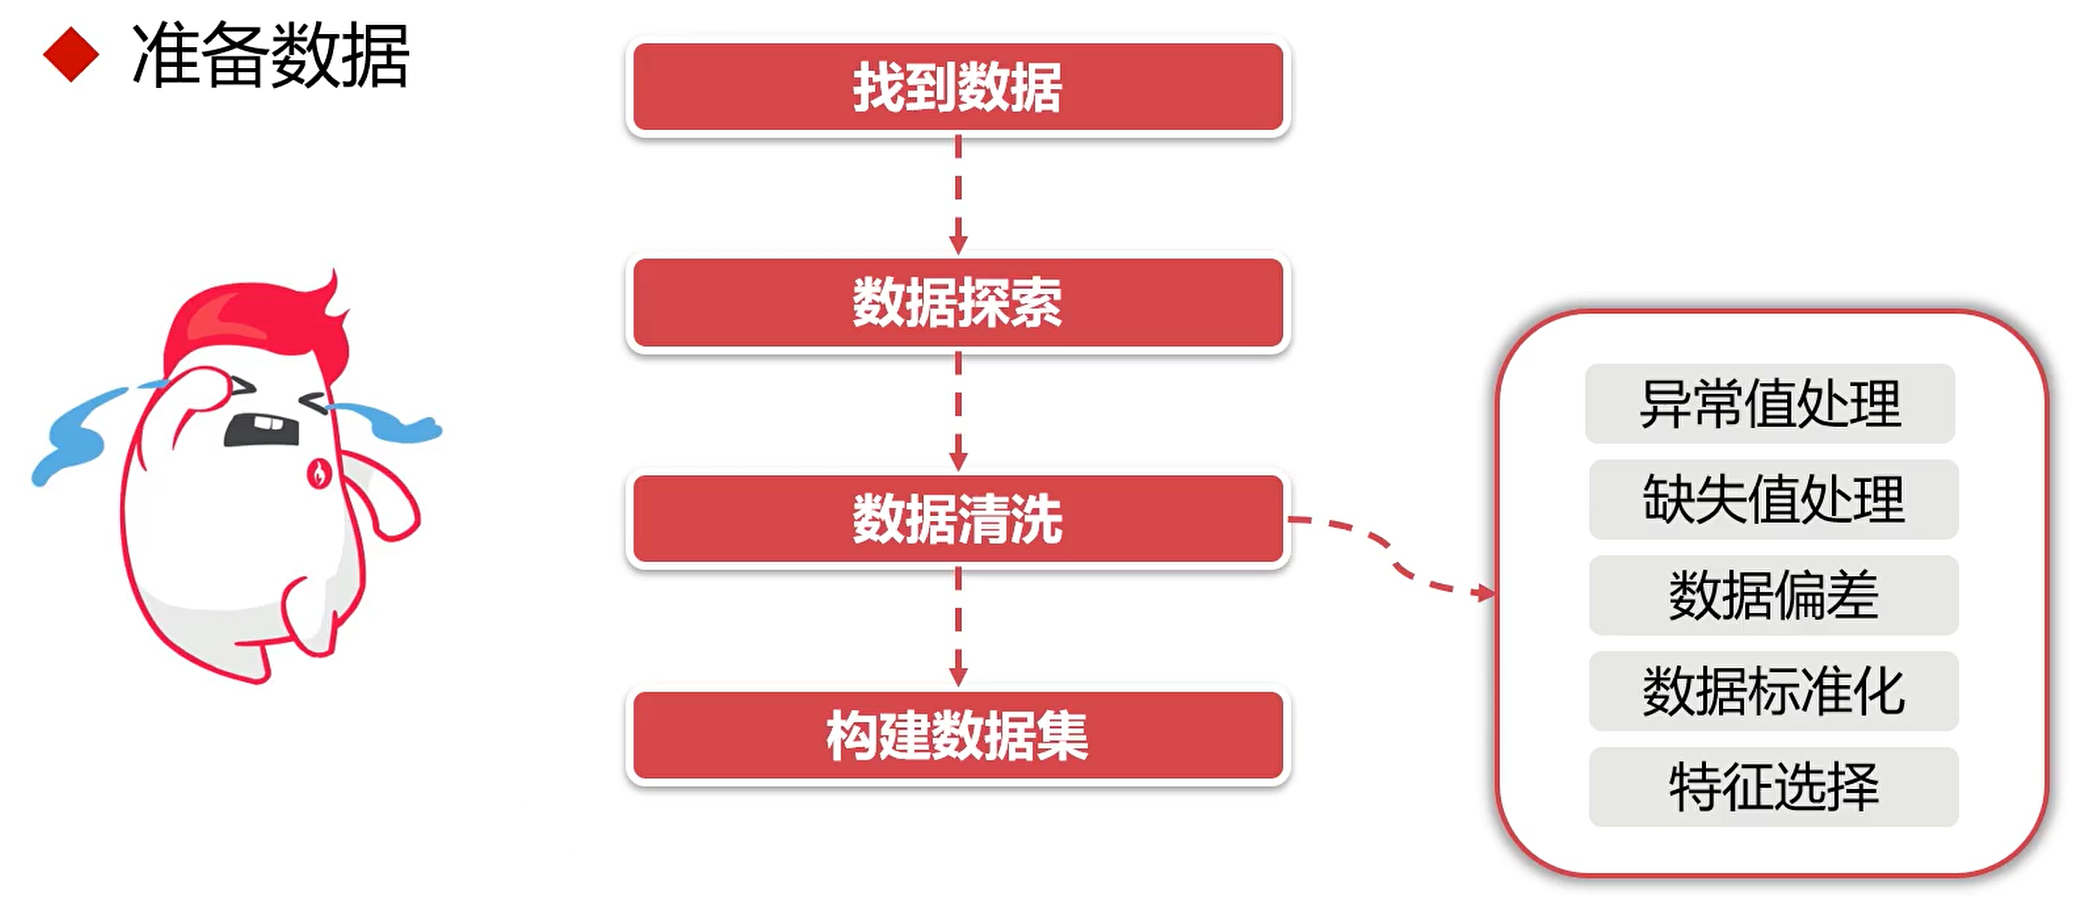 准备数据
找到数据
数据探索
数据清洗
构建数据集
异常值处理
缺失值处理
数据偏差
数据标准化
特征选择